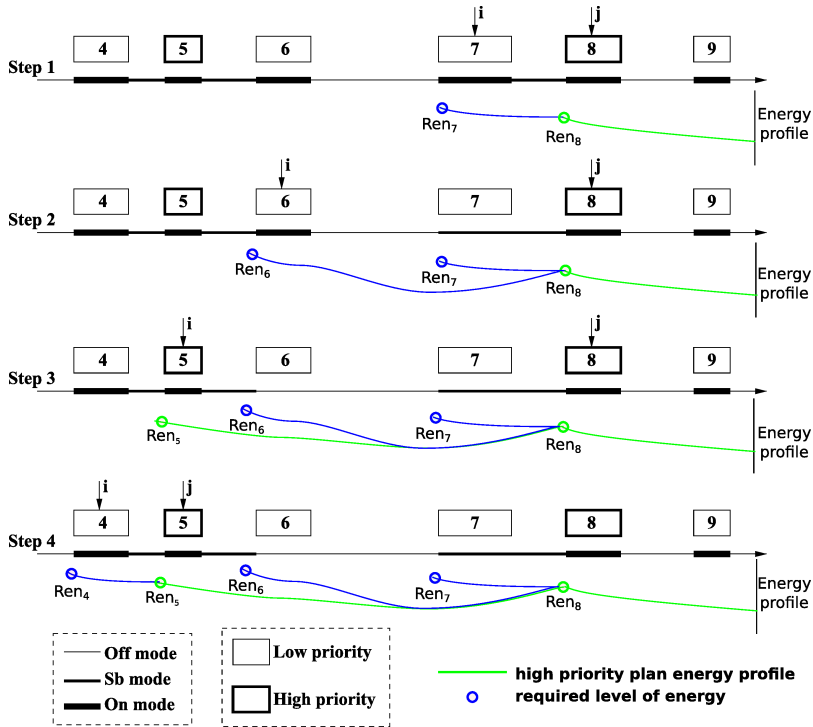 i j
4 5 6 7 8 9
Step 1
Ren7 Ren8
Energy
profile
i j
4 5 6 7 8 9
Step 2
Ren6 Ren7 Ren8
Energy
profile
i j
4 5 6 7 8 9
Step 3
Ren5 Ren6 Ren7 Ren8
Energy
profile
i j
4 5 6 7 8 9
Step 4
Ren4 Ren5 Ren6 Ren7 Ren8
Energy
profile
Off mode
Sb mode
On mode
Low priority
High priority
high priority plan energy profile
required level of energy